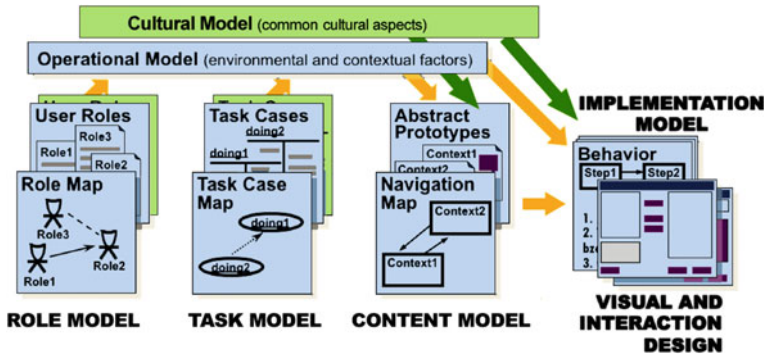 Cultural Model (common cultural aspects)
Operational Model (environmental and contextual factors)
User Roles
Role3
Role1
Role2
Role Map
Role3
Role2
Role1
ROLE MODEL
Task Cases
doing2
doing1
Task Case
Map
doing1
doing2
TASK MODEL
Abstract
Prototypes
Context1
Context2
Navigation
Map
Context2
Context1
CONTENT MODEL
IMPLEMENTATION
MODEL
Behavior
Step1
Step2
1.
2.
3.
VISUAL AND
INTERACTION
DESIGN